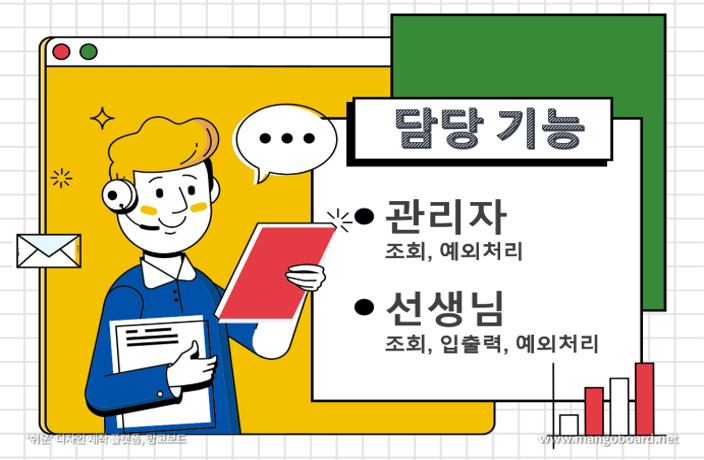 담당 기능
관리자
조회, 예외처리
선생님
조회, 입출력, 예외처리
'쉬운' 디자인 제작 플랫폼, 망고보드
www.mangoboard.net